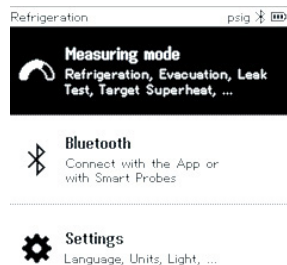 Refrigeration psig
Measuring mode
Refrigeration, Evacuation, Leak
Test, Target Superheat, ...
Bluetooth
Connect with the App or
with Smart Probes
Settings
Language, Units, Light, ...